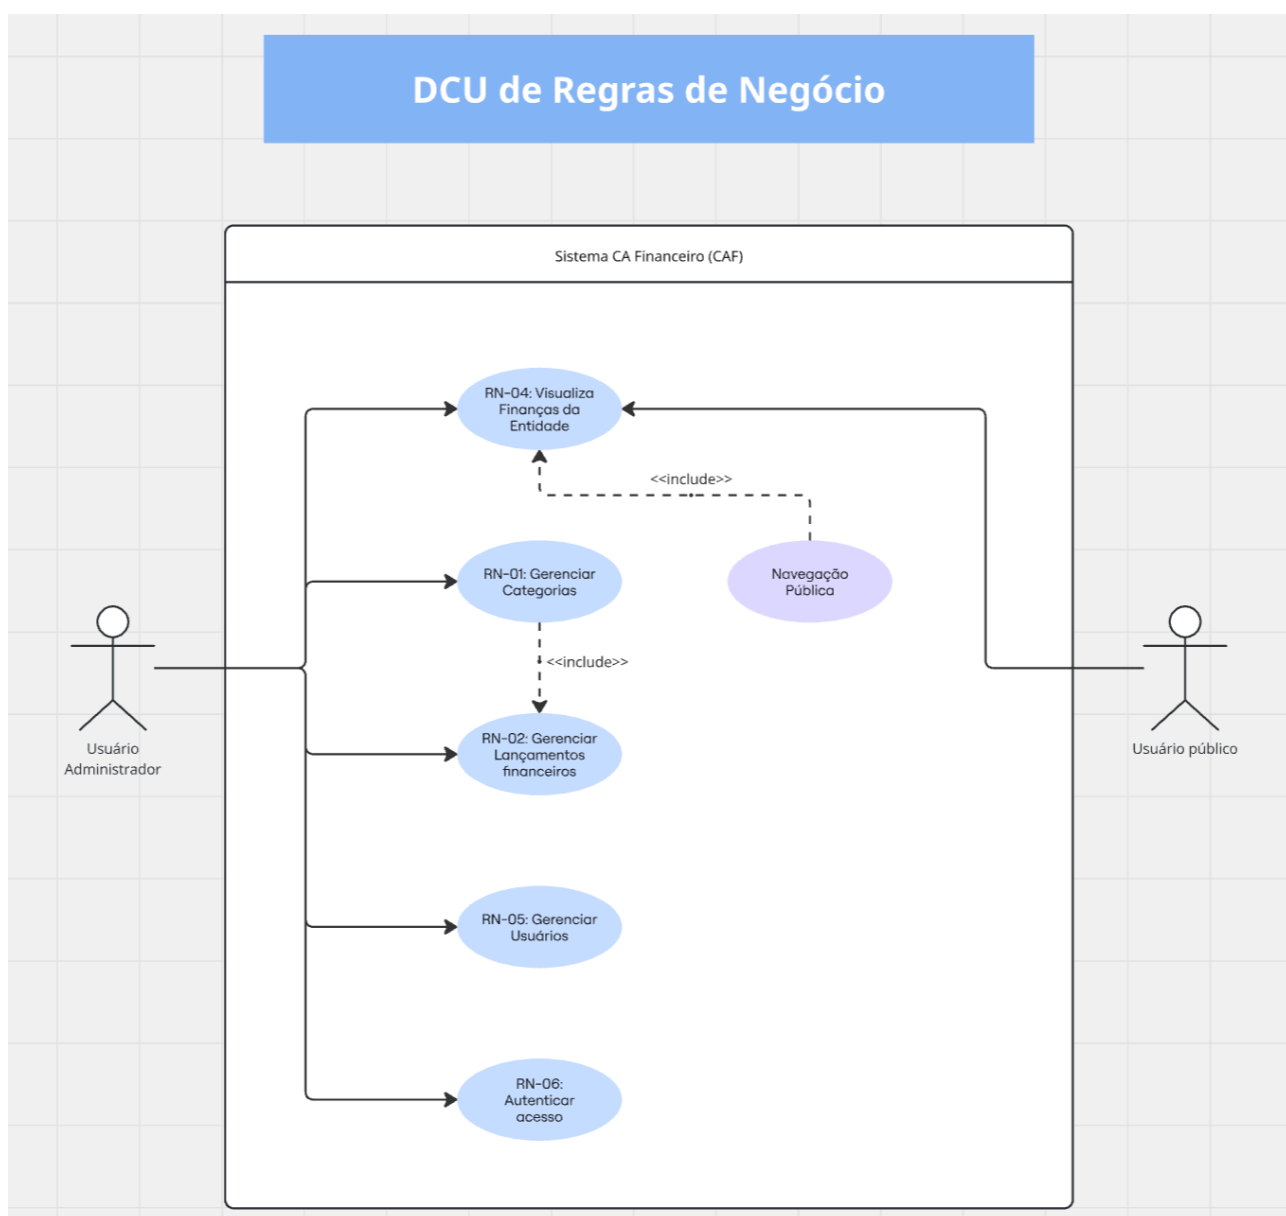 DCU de Regras de Negócio
Sistema CA Financeiro (CAF)
RN-04: Visualiza
Finanças da
Entidade
<<include>>
RN-01: Gerenciar
Categorias
Navegação
Pública
<<include>>
RN-02: Gerenciar
Lançamentos
financeiros
Usuário
Administrador
Usuário público
RN-05: Gerenciar
Usuários
RN-06:
Autenticar
acesso